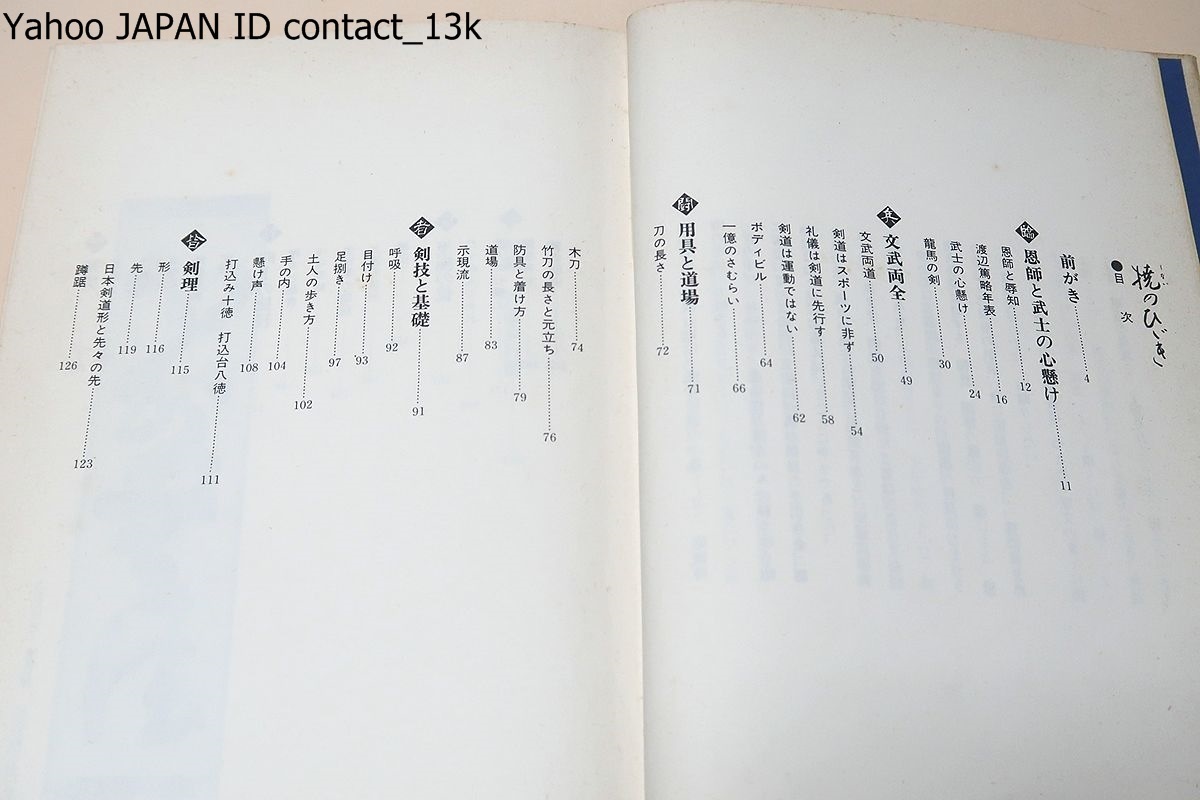 Yahoo JAPAN ID contact_13k
撓のひゞき
しない
●目次
前がき 4
臨 恩師と武士の心懸け 11
恩師と辱知 12
渡辺篤略年表 16
武士の心懸け 24
龍馬の剣 30
兵 文武両全 49
文武両道 50
剣道はスポーツに非ず 54
礼儀は剣道に先行す 58
剣道は運動ではない 62
ボディビル 64
一億のさむらい 66
闘 用具と道場 71
刀の長さ 72
木刀 74
竹刀の長さと元立ち 76
防具と着け方 79
道場 83
示現流 87
者 剣技と基礎 91
呼吸 92
目付け 93
足捌き 97
土人の歩き方 102
手の内 104
懸け声 108
打込み十徳 打込台八徳 111
皆 剣理 115
形 116
先 119
日本剣道形と先々の先 123
蹲踞 126